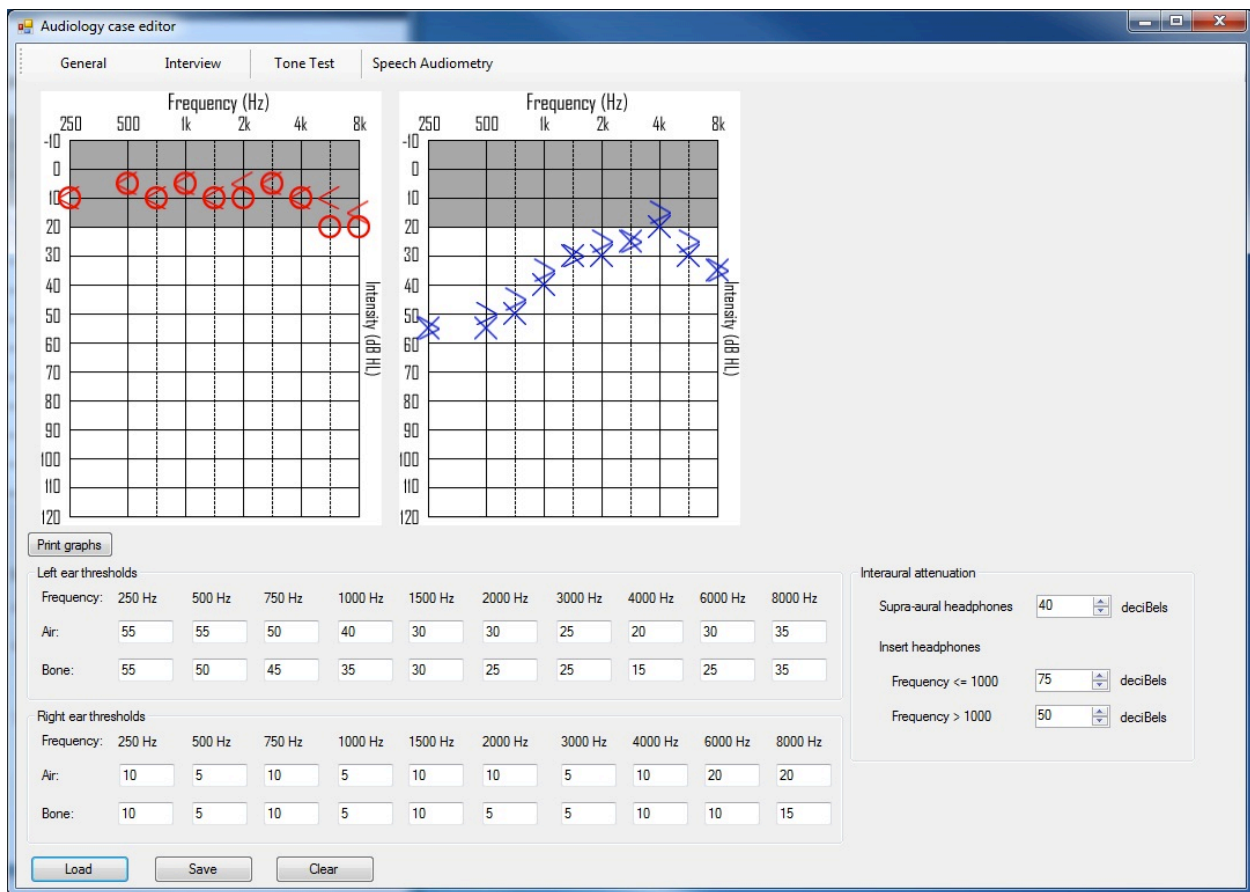 Audiology case editor
General Interview Tone Test Speech Audiometry
Frequency (Hz)
250 500 1k 2k 4k 8k
-10
0
10
20
30
40
50
60
70
80
90
100
110
120
Intensity (dB HL)
Frequency (Hz)
250 500 1k 2k 4k 8k
-10
0
10
20
30
40
50
60
70
80
90
100
110
120
Intensity (dB HL)
Print graphs
Left ear thresholds
Frequency: 250 Hz 500 Hz 750 Hz 1000 Hz 1500 Hz 2000 Hz 3000 Hz 4000 Hz 6000 Hz 8000 Hz
Air: 55 55 50 40 30 30 25 20 30 35
Bone: 55 50 45 35 30 25 25 15 25 35
Right ear thresholds
Frequency: 250 Hz 500 Hz 750 Hz 1000 Hz 1500 Hz 2000 Hz 3000 Hz 4000 Hz 6000 Hz 8000 Hz
Air: 10 5 10 5 10 10 5 10 20 20
Bone: 10 5 10 5 10 5 5 10 10 15
Interaural attenuation
Supra-aural headphones 40 deciBels
Insert headphones
Frequency <= 1000 75 deciBels
Frequency > 1000 50 deciBels
Load Save Clear